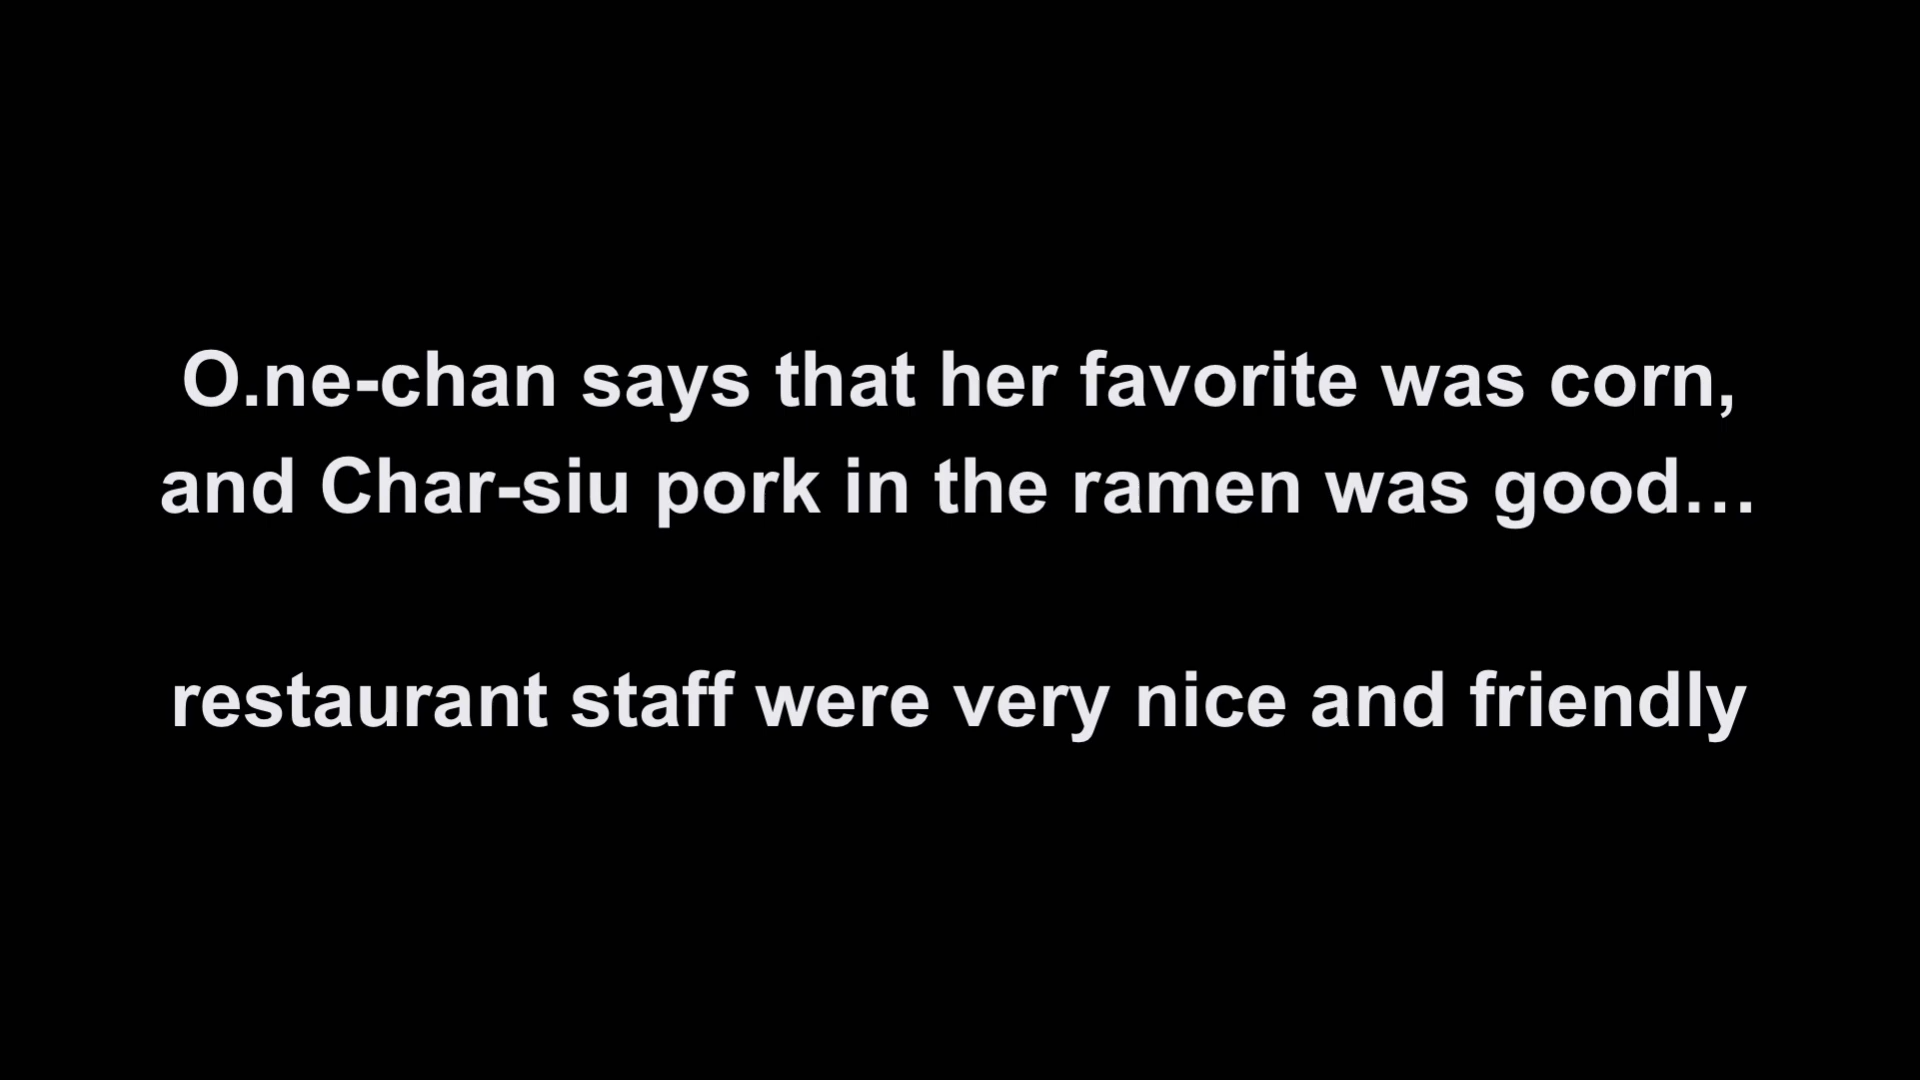 O.ne-chan says that her favorite was corn,
and Char-siu pork in the ramen was good…
restaurant staff were very nice and friendly